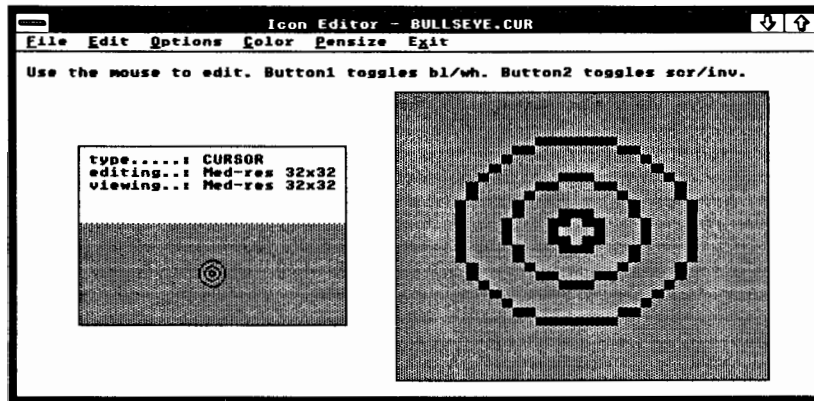 Icon Editor - BULLSEYE.CUR
File Edit Options Color Pensize Exit
Use the mouse to edit. Button1 toggles bl/wh. Button2 toggles scr/inv.
type.....: CURSOR
editing..: Med-res 32x32
viewing..: Med-res 32x32